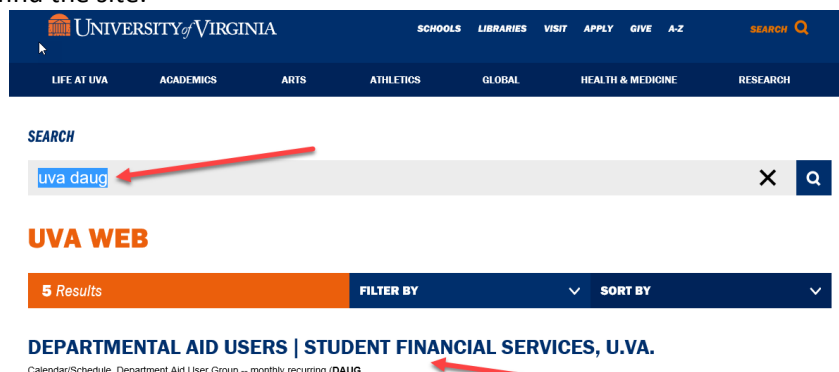 find the site.
UNIVERSITY of VIRGINIA SCHOOLS LIBRARIES VISIT APPLY GIVE A-Z SEARCH
LIFE AT UVA ACADEMICS ARTS ATHLETICS GLOBAL HEALTH & MEDICINE RESEARCH
SEARCH
uva daug
UVA WEB
5 Results FILTER BY SORT BY
DEPARTMENTAL AID USERS | STUDENT FINANCIAL SERVICES, U.VA.
Calendar/Schedule, Department Aid User Group -- monthly recurring (DAUG